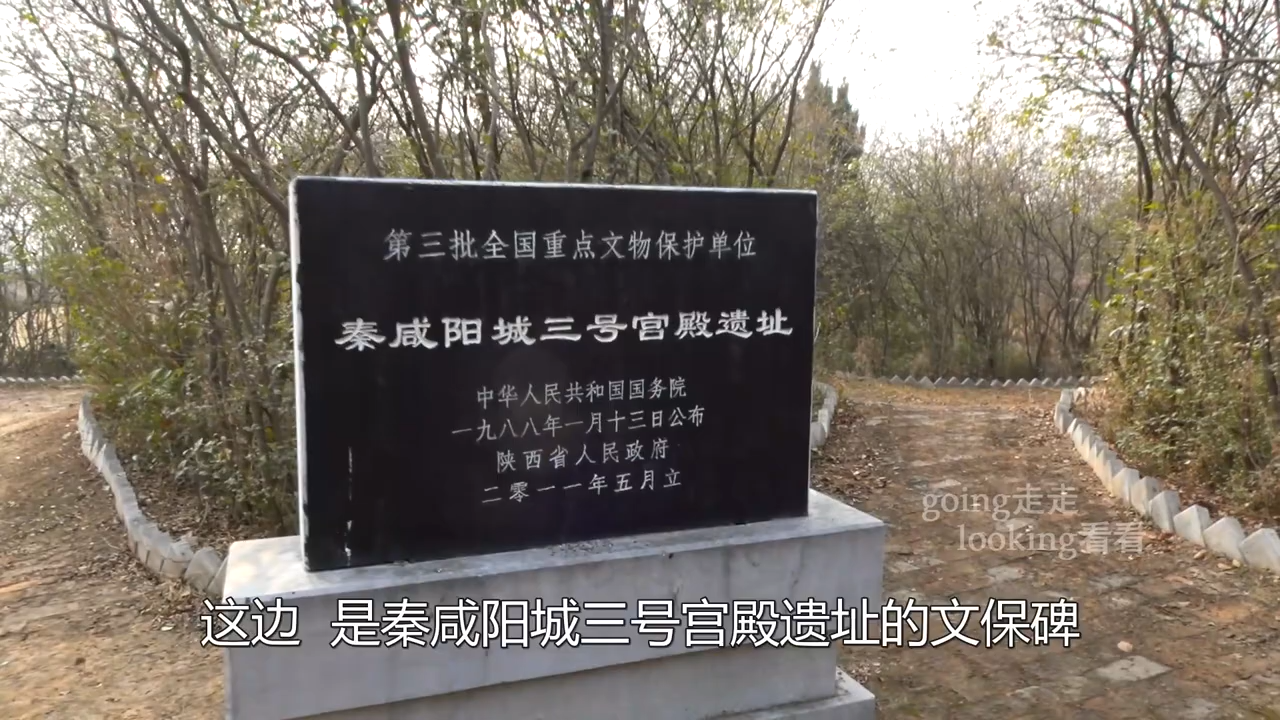 第三批全国重点文物保护单位
秦咸阳城三号宫殿遗址
中华人民共和国国务院
一九八八年一月十三日公布
陕西省人民政府
二零一一年五月立
going走走
looking看看
这边 是秦咸阳城三号宫殿遗址的文保碑